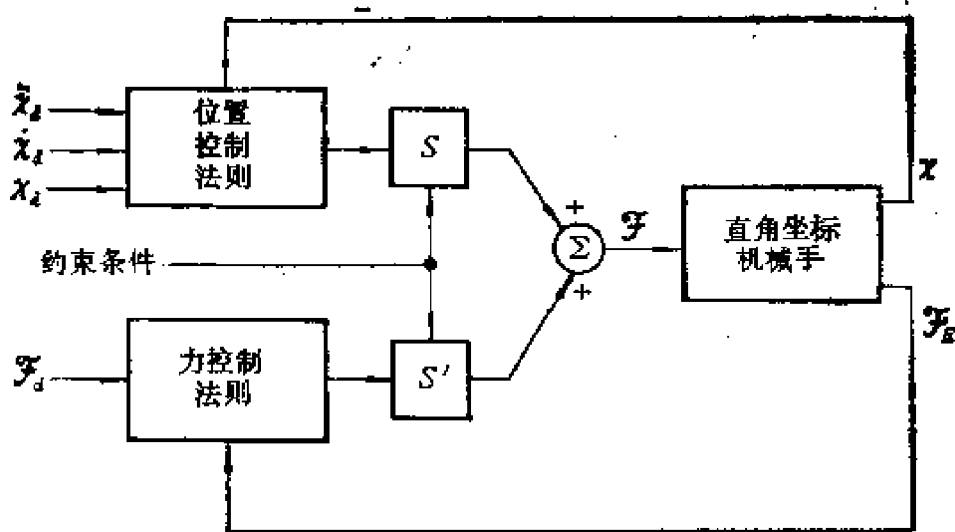 位置
控制
法则
ẍ_d
ẋ_d
x_d
S
约束条件
+
Σ
+
ℱ
直角坐标
机械手
x
ℱ_E
ℱ_d
力控制
法则
S'